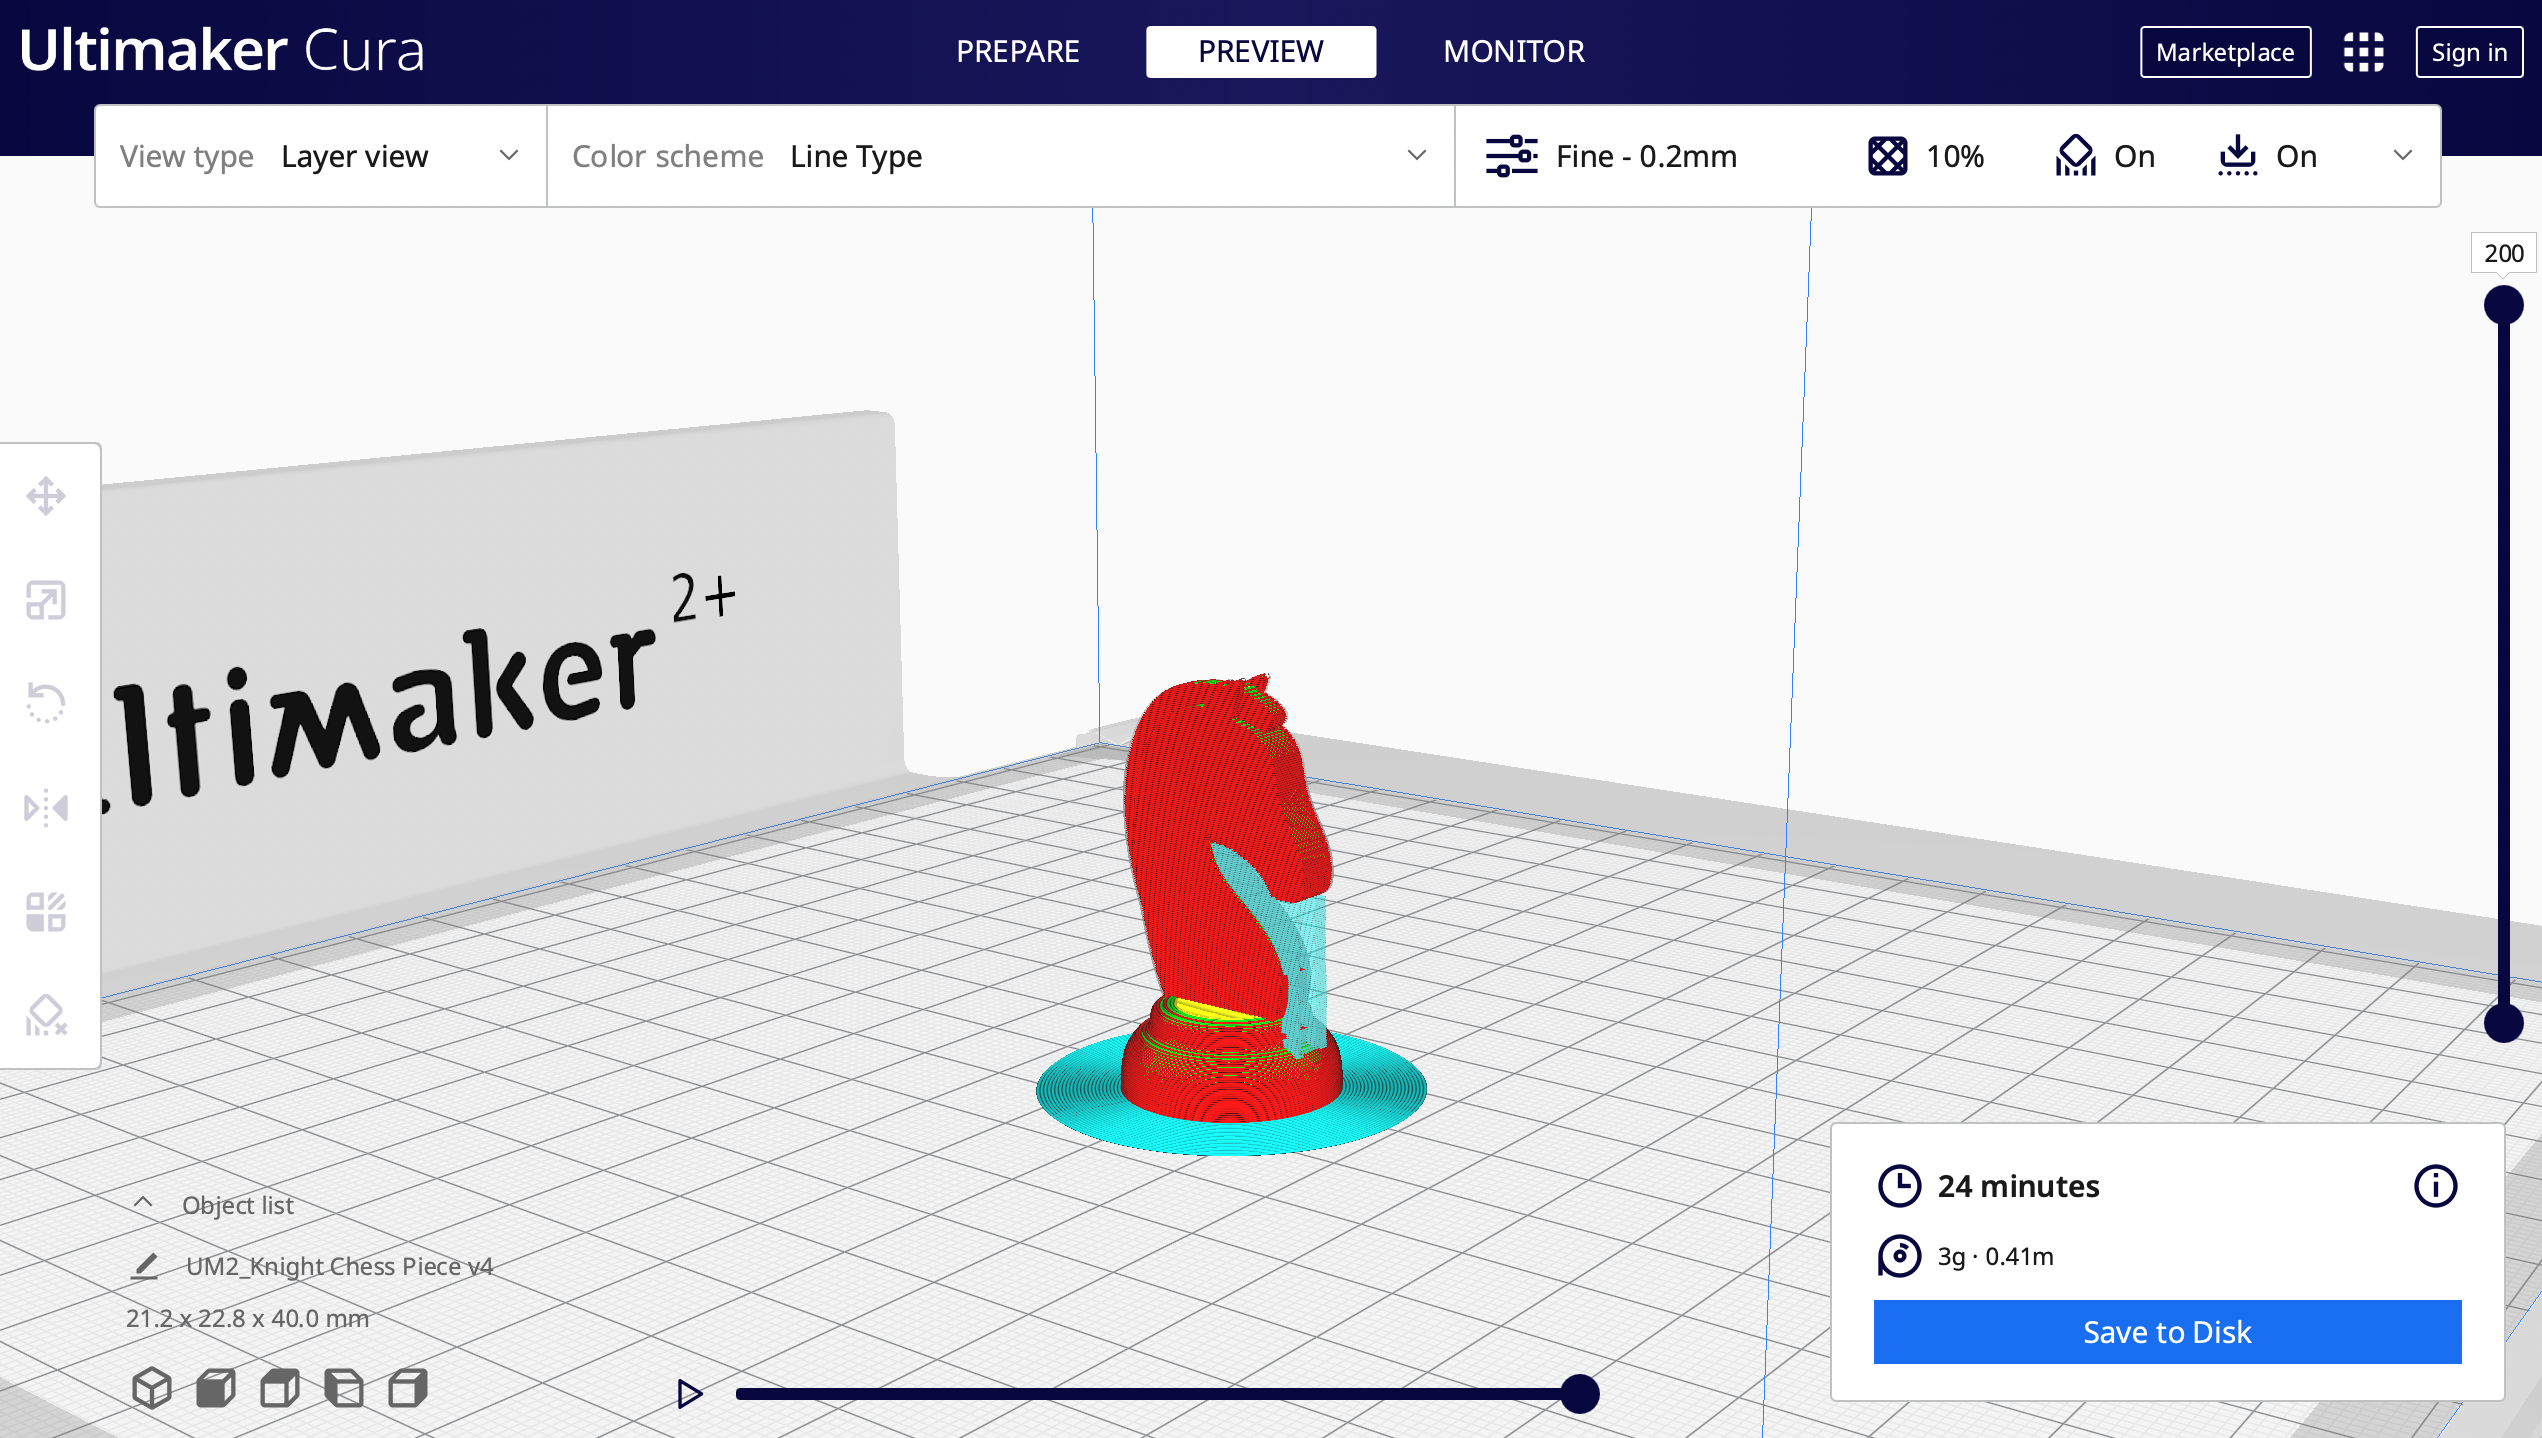 Ultimaker Cura
PREPARE
PREVIEW
MONITOR
Marketplace
Sign in
View type Layer view
Color scheme Line Type
Fine - 0.2mm
10%
On
On
200
ltimaker 2+
Object list
UM2_Knight Chess Piece v4
21.2 x 22.8 x 40.0 mm
24 minutes
3g · 0.41m
Save to Disk